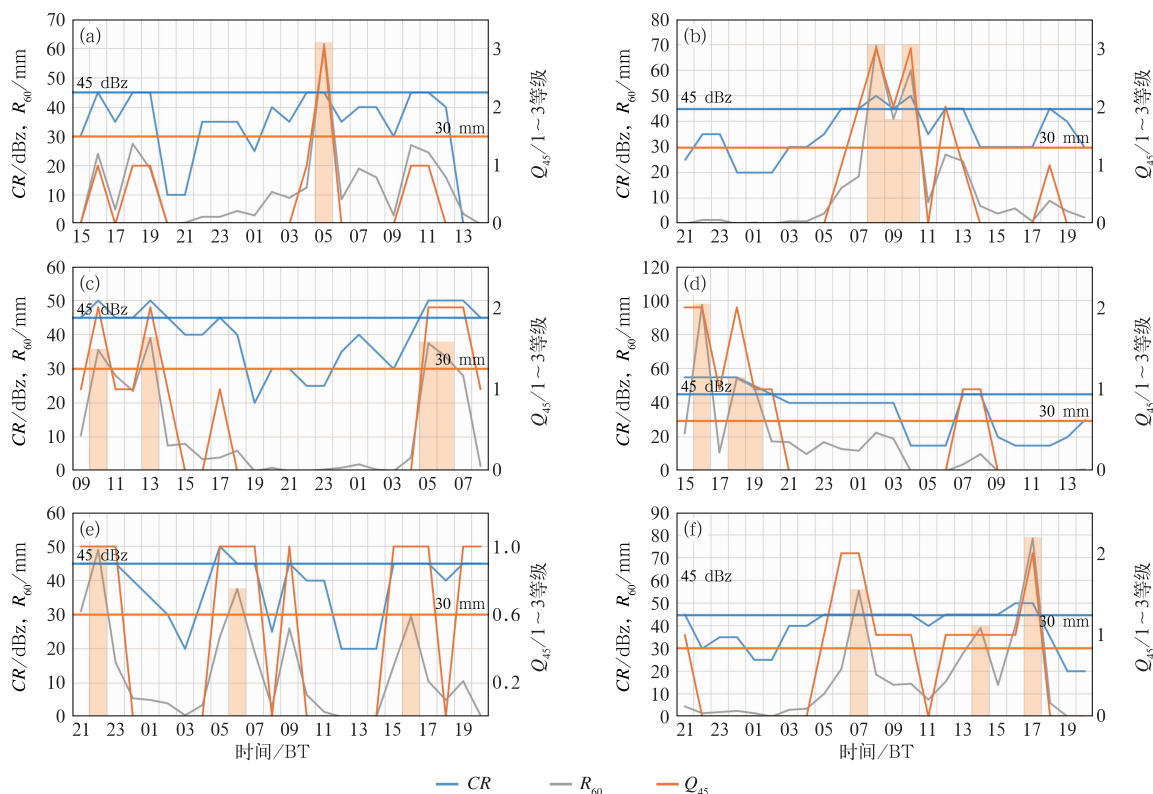 (a)
CR/dBz, R₆₀/mm
70
60
50
40
30
20
10
0
45 dBz
30 mm
3
2
1
0
Q₄₅/1~3等级
15 17 19 21 23 01 03 05 07 09 11 13
(b)
CR/dBz, R₆₀/mm
80
70
60
50
40
30
20
10
0
45 dBz
30 mm
3
2
1
0
Q₄₅/1~3等级
21 23 01 03 05 07 09 11 13 15 17 19
(c)
CR/dBz, R₆₀/mm
60
50
40
30
20
10
0
45 dBz
30 mm
2
1
0
Q₄₅/1~3等级
09 11 13 15 17 19 21 23 01 03 05 07
(d)
CR/dBz, R₆₀/mm
120
100
80
60
40
20
0
45 dBz
30 mm
2
1
0
Q₄₅/1~3等级
15 17 19 21 23 01 03 05 07 09 11 13
(e)
CR/dBz, R₆₀/mm
60
50
40
30
20
10
0
45 dBz
30 mm
1.0
0.6
0.2
Q₄₅/1~3等级
21 23 01 03 05 07 09 11 13 15 17 19
时间/BT
(f)
CR/dBz, R₆₀/mm
90
80
70
60
50
40
30
20
10
0
45 dBz
30 mm
2
1
0
Q₄₅/1~3等级
21 23 01 03 05 07 09 11 13 15 17 19
时间/BT
CR R₆₀ Q₄₅